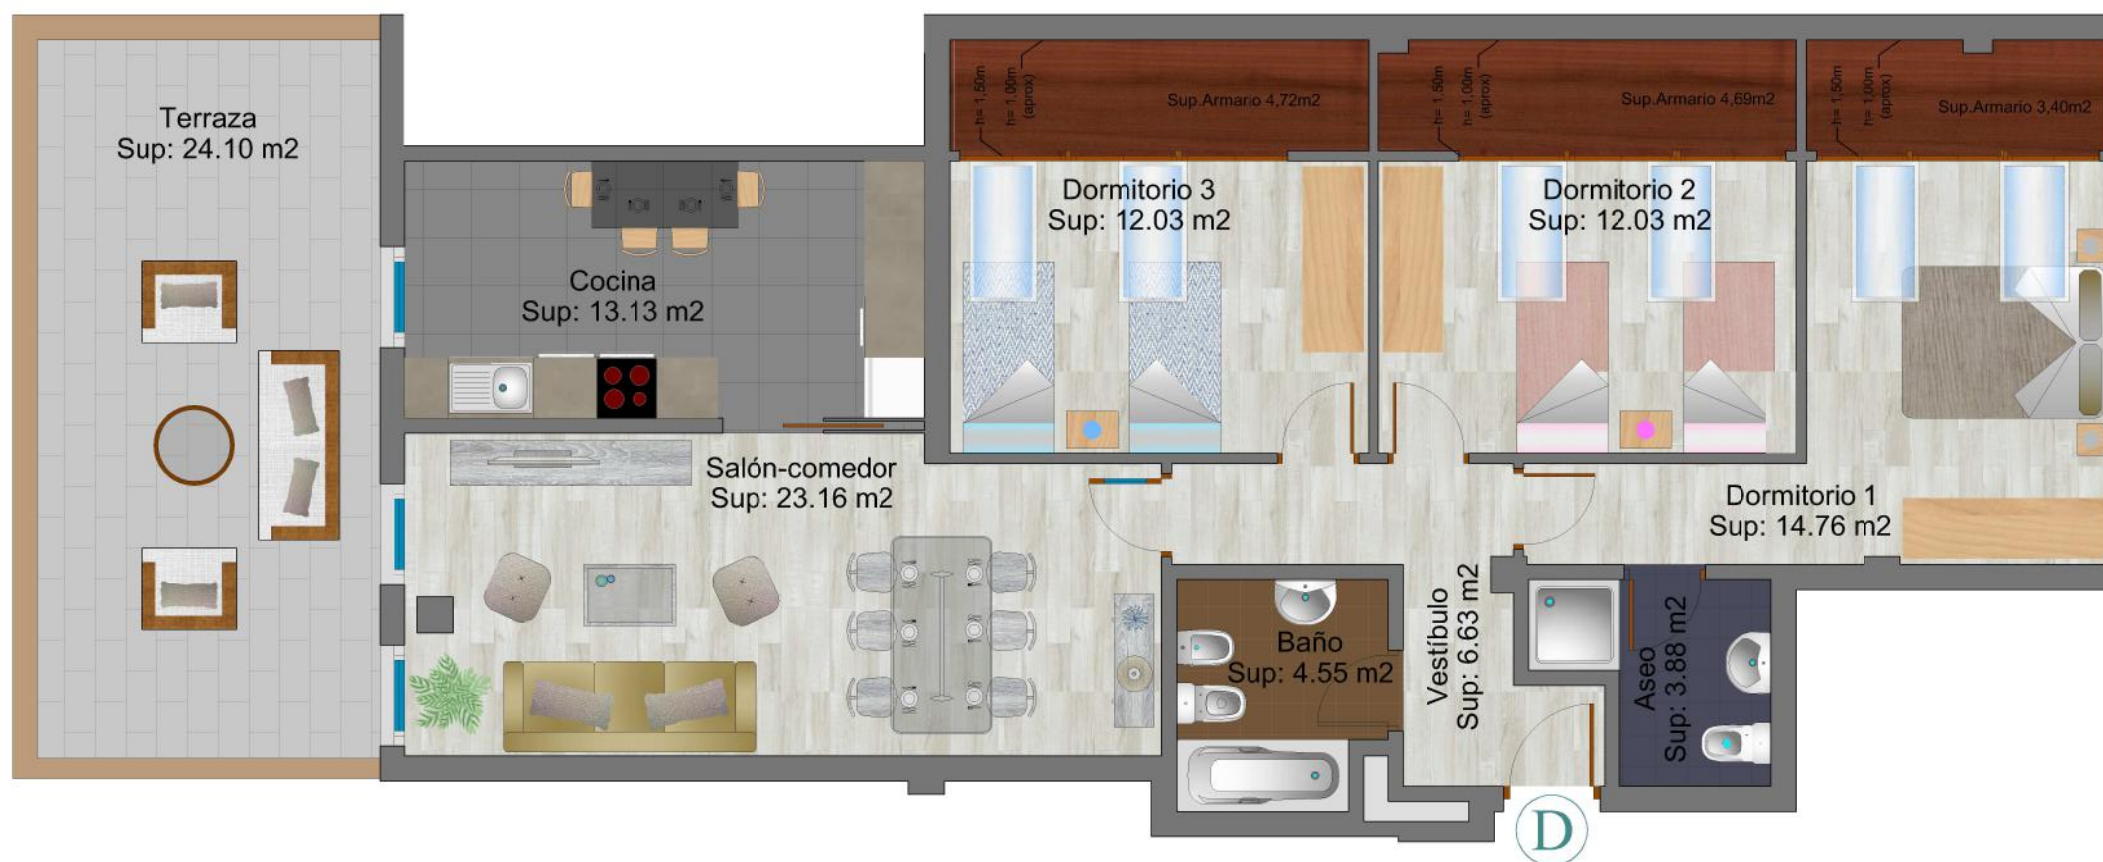 Terraza
Sup: 24.10 m2
Cocina
Sup: 13.13 m2
Salón-comedor
Sup: 23.16 m2
h= 1,50m
h= 1,00m
(aprox)
Sup.Armario 4,72m2
Dormitorio 3
Sup: 12.03 m2
h= 1,50m
h= 1,00m
(aprox)
Sup.Armario 4,69m2
Dormitorio 2
Sup: 12.03 m2
h= 1,50m
h= 1,00m
(aprox)
Sup.Armario 3,40m2
Dormitorio 1
Sup: 14.76 m2
Baño
Sup: 4.55 m2
Vestíbulo
Sup: 6.63 m2
Aseo
Sup: 3.88 m2
D